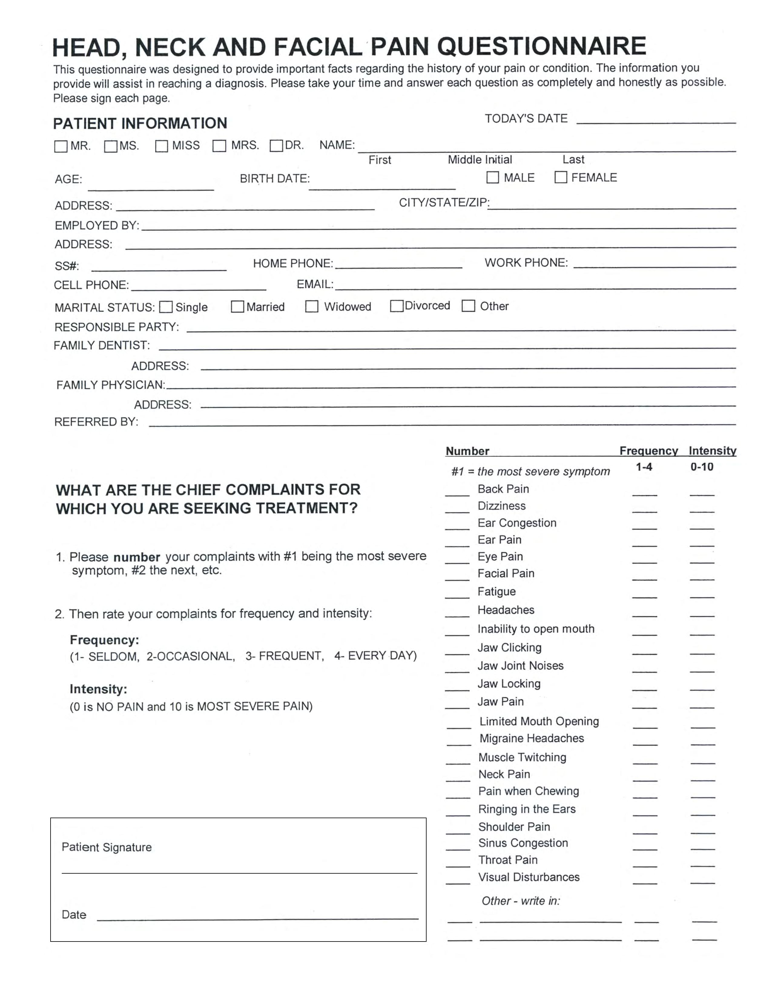 HEAD, NECK AND FACIAL PAIN QUESTIONNAIRE
This questionnaire was designed to provide important facts regarding the history of your pain or condition. The information you
provide will assist in reaching a diagnosis. Please take your time and answer each question as completely and honestly as possible.
Please sign each page.
PATIENT INFORMATION TODAY'S DATE
MR. MS. MISS MRS. DR. NAME:
First Middle Initial Last
AGE: BIRTH DATE: MALE FEMALE
ADDRESS: CITY/STATE/ZIP:
EMPLOYED BY:
ADDRESS:
SS#: HOME PHONE: WORK PHONE:
CELL PHONE: EMAIL:
MARITAL STATUS: Single Married Widowed Divorced Other
RESPONSIBLE PARTY:
FAMILY DENTIST:
ADDRESS:
FAMILY PHYSICIAN:
ADDRESS:
REFERRED BY:
WHAT ARE THE CHIEF COMPLAINTS FOR
WHICH YOU ARE SEEKING TREATMENT?
1. Please number your complaints with #1 being the most severe
symptom, #2 the next, etc.
2. Then rate your complaints for frequency and intensity:
Frequency:
(1- SELDOM, 2-OCCASIONAL, 3- FREQUENT, 4- EVERY DAY)
Intensity:
(0 is NO PAIN and 10 is MOST SEVERE PAIN)
Patient Signature
Date
Number Frequency Intensity
#1 = the most severe symptom 1-4 0-10
Back Pain
Dizziness
Ear Congestion
Ear Pain
Eye Pain
Facial Pain
Fatigue
Headaches
Inability to open mouth
Jaw Clicking
Jaw Joint Noises
Jaw Locking
Jaw Pain
Limited Mouth Opening
Migraine Headaches
Muscle Twitching
Neck Pain
Pain when Chewing
Ringing in the Ears
Shoulder Pain
Sinus Congestion
Throat Pain
Visual Disturbances
Other - write in: